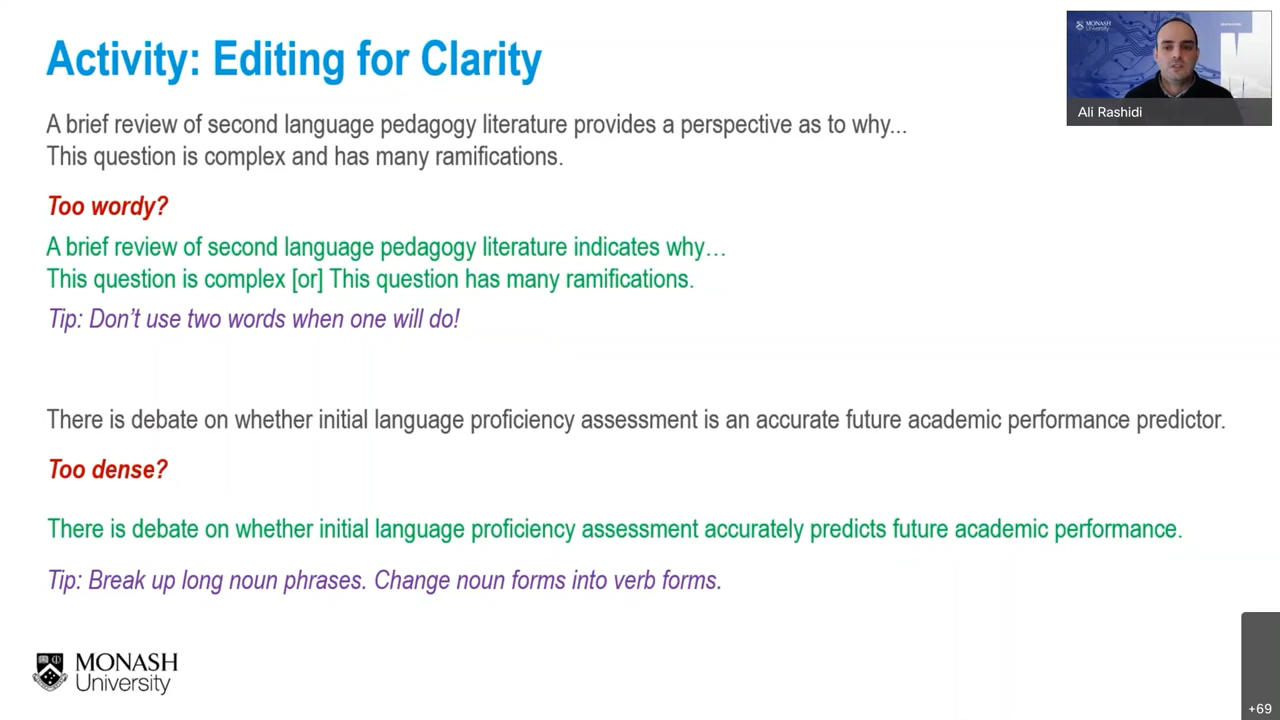 Activity: Editing for Clarity
MONASH
University
Ali Rashidi
A brief review of second language pedagogy literature provides a perspective as to why...
This question is complex and has many ramifications.
Too wordy?
A brief review of second language pedagogy literature indicates why…
This question is complex [or] This question has many ramifications.
Tip: Don’t use two words when one will do!
There is debate on whether initial language proficiency assessment is an accurate future academic performance predictor.
Too dense?
There is debate on whether initial language proficiency assessment accurately predicts future academic performance.
Tip: Break up long noun phrases. Change noun forms into verb forms.
MONASH
University
+69